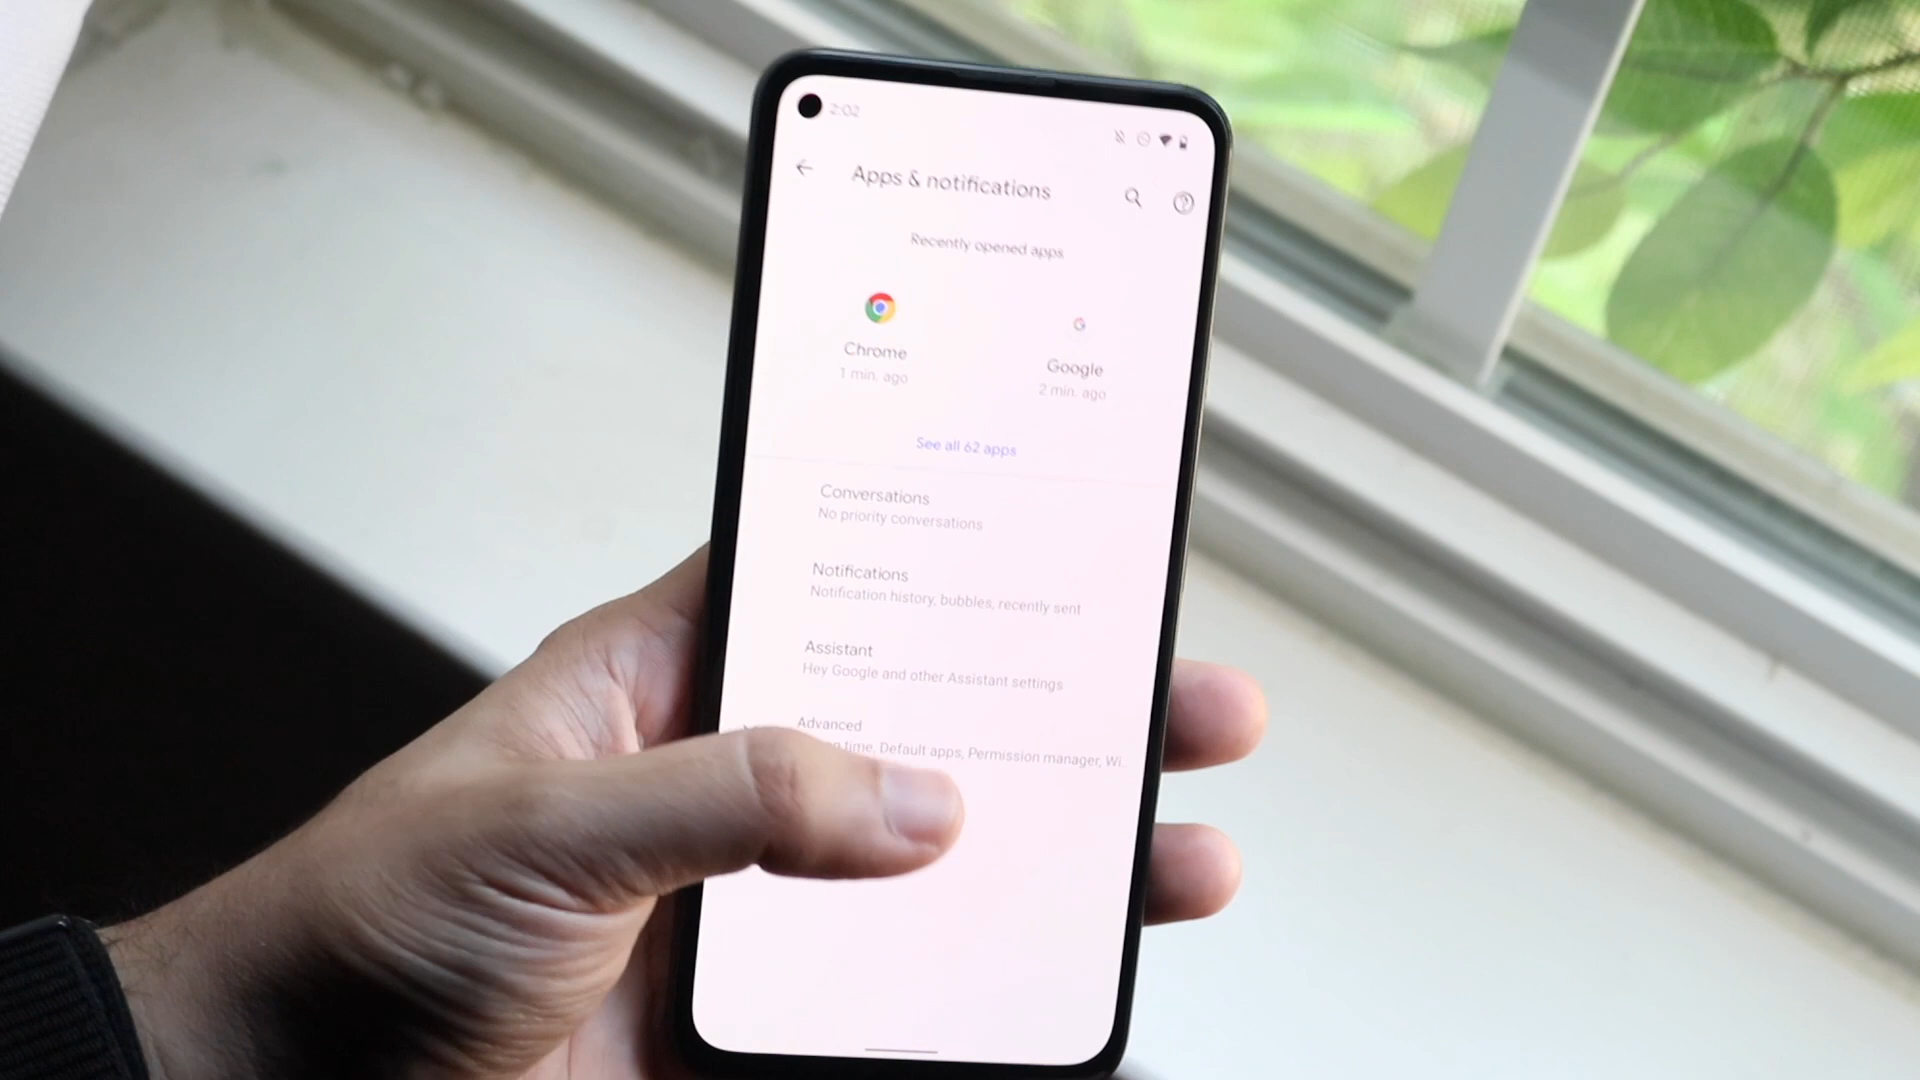 2:02
Apps & notifications
Recently opened apps
Chrome
Google
1 min. ago
2 min. ago
See all 62 apps
Conversations
No priority conversations
Notifications
Notification history, bubbles, recently sent
Assistant
Hey Google and other Assistant settings
Advanced
time, Default apps, Permission manager, Wi..